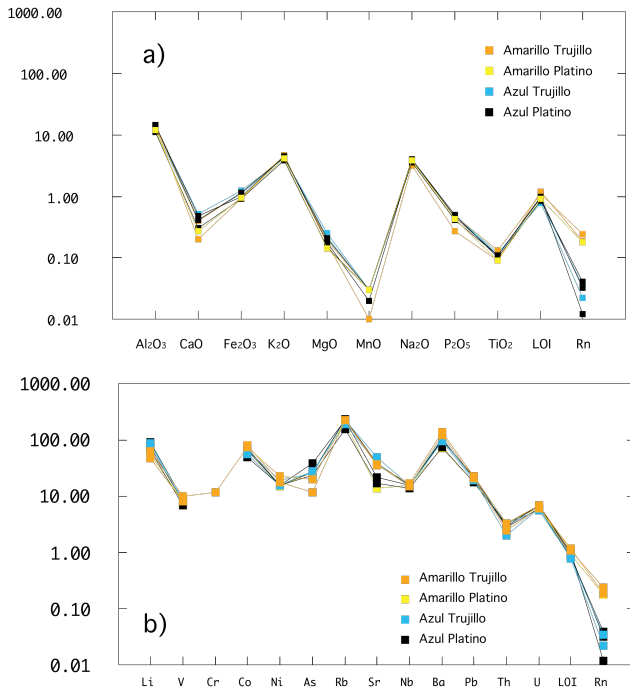 1000.00
a)
Amarillo Trujillo
Amarillo Platino
100.00
Azul Trujillo
Azul Platino
10.00
1.00
0.10
0.01
Al2O3 CaO Fe2O3 K2O MgO MnO Na2O P2O5 TiO2 LOI Rn
1000.00
100.00
10.00
1.00
Amarillo Trujillo
Amarillo Platino
0.10
b)
Azul Trujillo
Azul Platino
0.01
Li V Cr Co Ni As Rb Sr Nb Ba Pb Th U LOI Rn